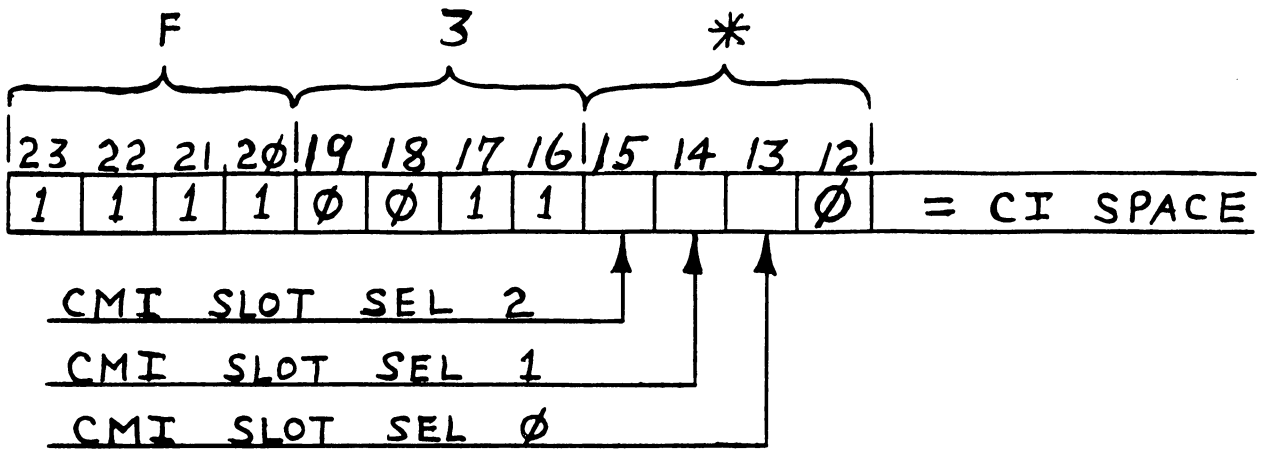 F 3 *
23 22 21 2Ø 19 18 17 16 15 14 13 12
1 1 1 1 Ø Ø 1 1 Ø = CI SPACE
CMI SLOT SEL 2
CMI SLOT SEL 1
CMI SLOT SEL Ø